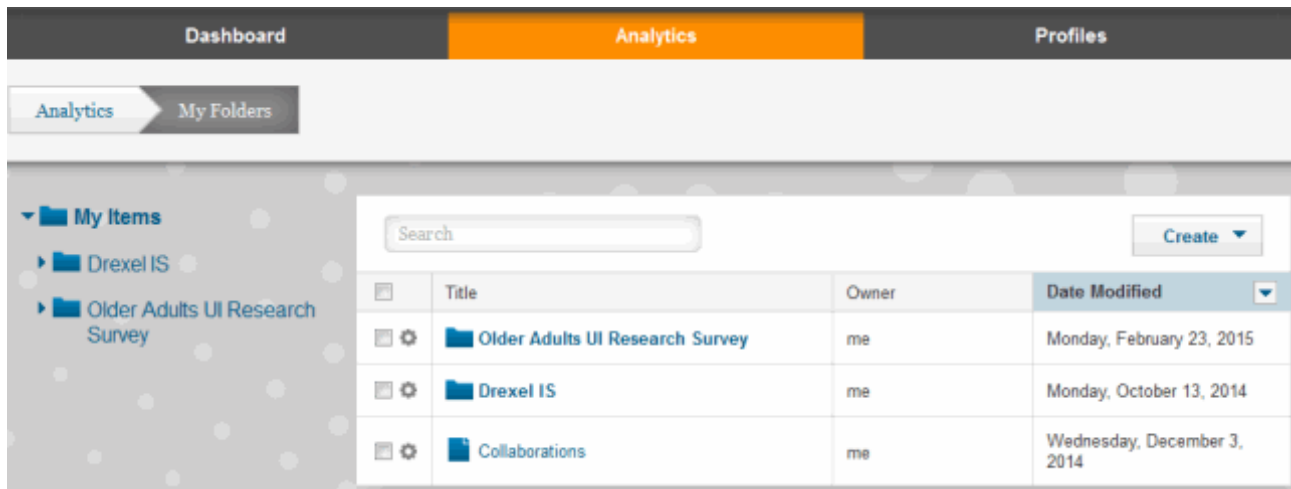 Dashboard Analytics Profiles
Analytics My Folders
My Items
Drexel IS
Older Adults UI Research
Survey
Search
Create
Title Owner Date Modified
Older Adults UI Research Survey me Monday, February 23, 2015
Drexel IS me Monday, October 13, 2014
Collaborations me Wednesday, December 3,
2014